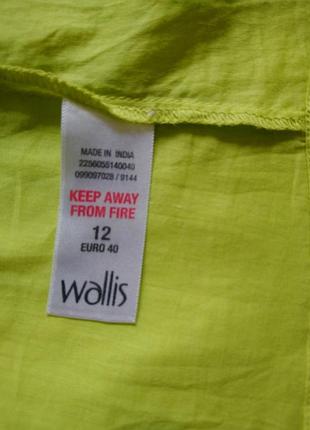 MADE IN INDIA
2256055140040
099097028 / 9144
KEEP AWAY
FROM FIRE
12
EURO 40
wallis